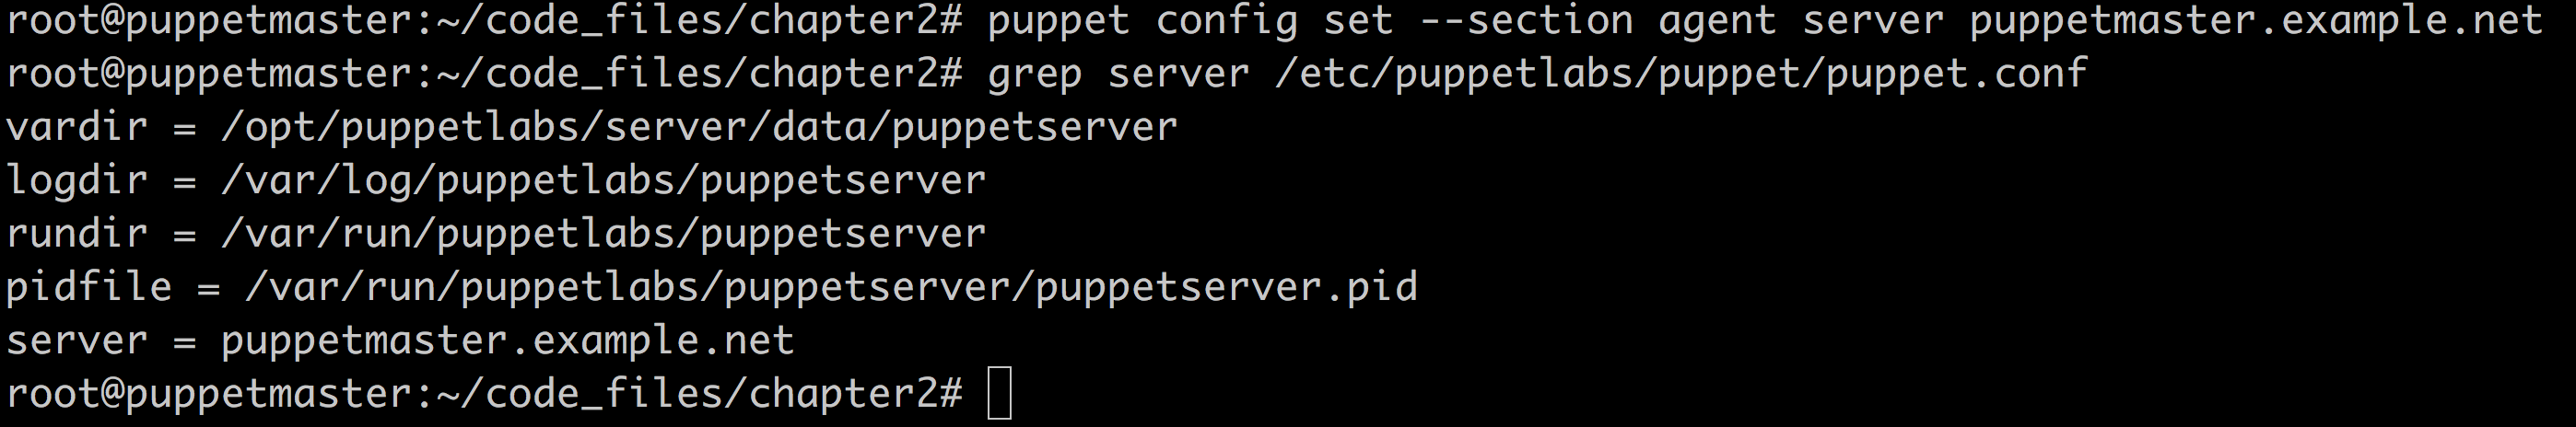 root@puppetmaster:~/code_files/chapter2# puppet config set --section agent server puppetmaster.example.net
root@puppetmaster:~/code_files/chapter2# grep server /etc/puppetlabs/puppet/puppet.conf
vardir = /opt/puppetlabs/server/data/puppetserver
logdir = /var/log/puppetlabs/puppetserver
rundir = /var/run/puppetlabs/puppetserver
pidfile = /var/run/puppetlabs/puppetserver/puppetserver.pid
server = puppetmaster.example.net
root@puppetmaster:~/code_files/chapter2#